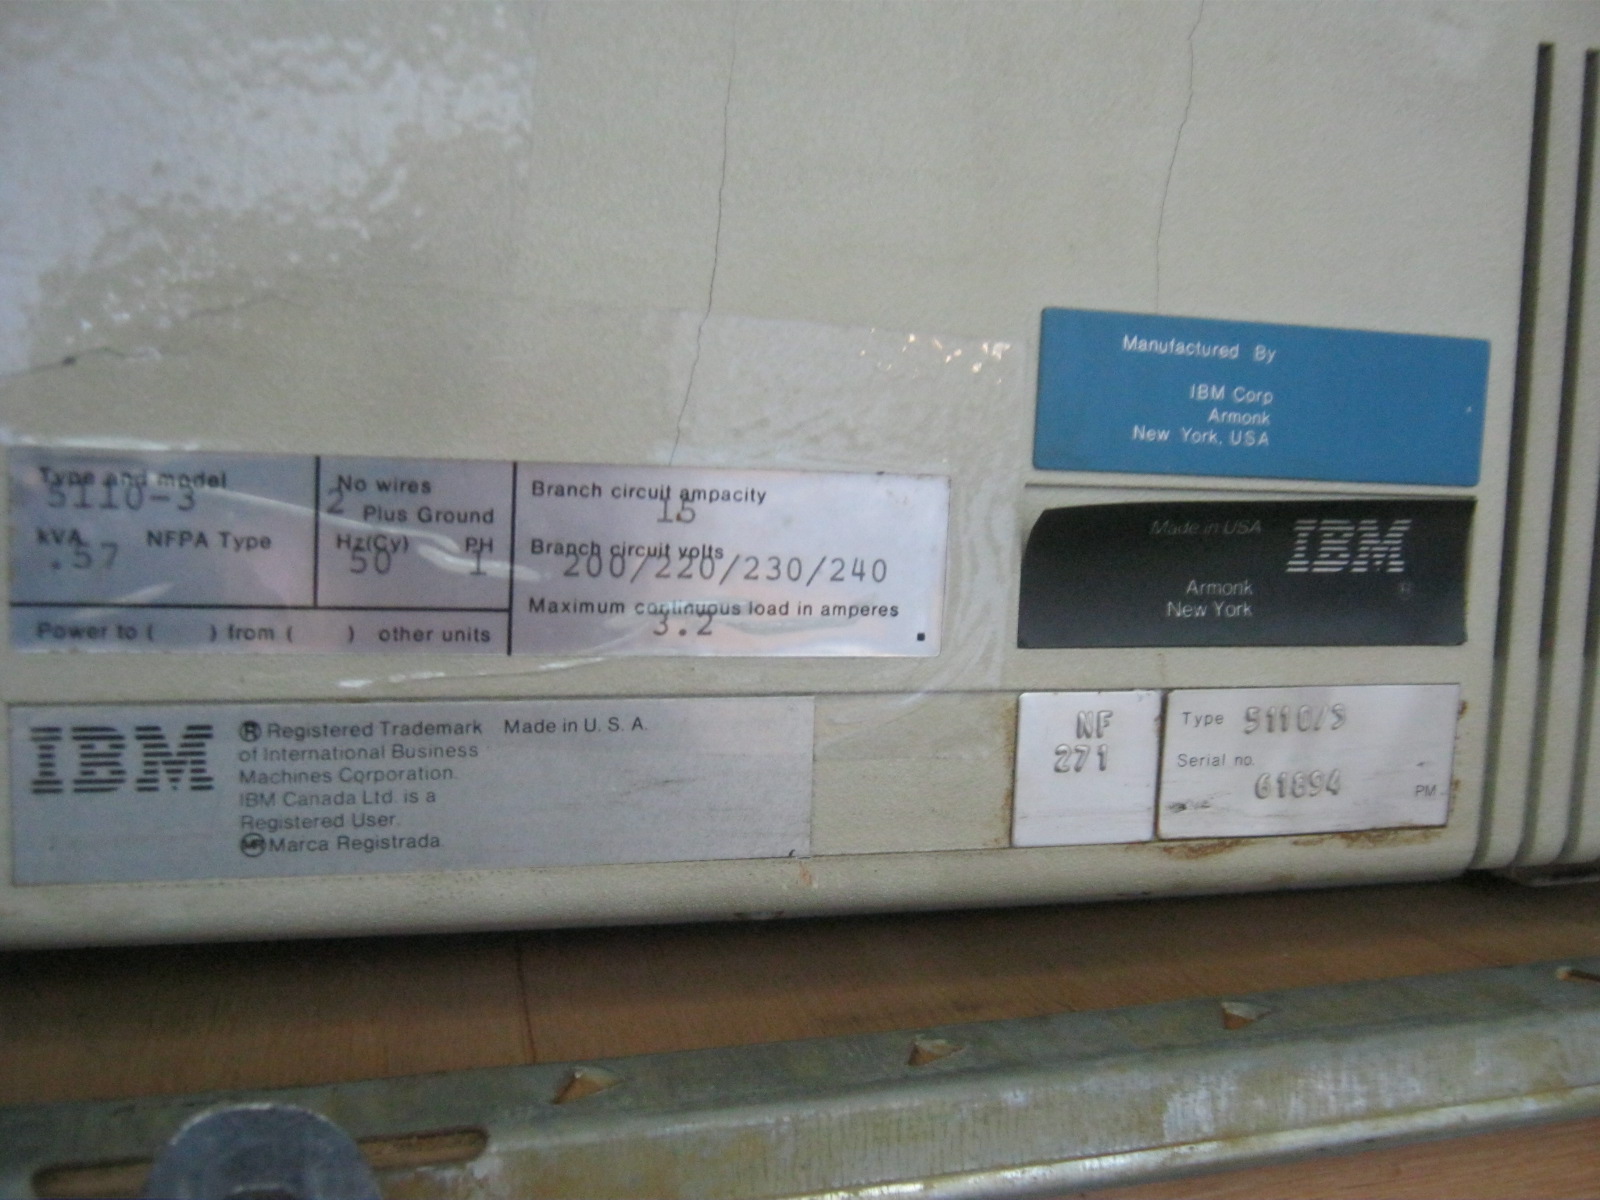 Type and model
5110-3
kVA NFPA Type
.57
No wires
2 Plus Ground
Hz(Cy) PH
50 1
Power to ( ) from ( ) other units
Branch circuit ampacity
15
Branch circuit volts
200/220/230/240
Maximum continuous load in amperes
3.2
Manufactured By
IBM Corp
Armonk
New York, USA
Made in USA IBM
®
Armonk
New York
IBM
® Registered Trademark Made in U. S. A.
of International Business
Machines Corporation.
IBM Canada Ltd. is a
Registered User.
MR Marca Registrada
NF
271
Type 5110/3
Serial no.
61894 PM